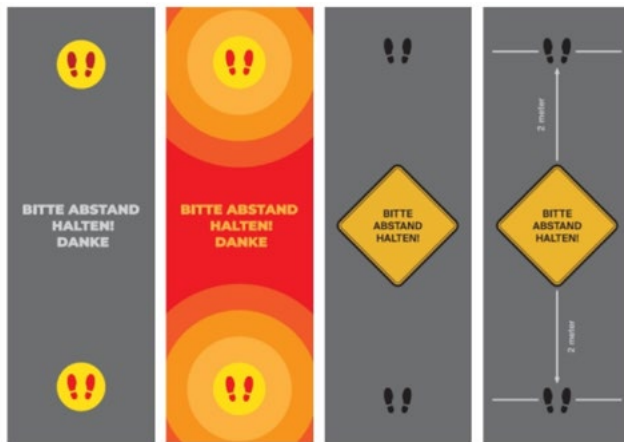 BITTE ABSTAND
HALTEN!
DANKE
BITTE ABSTAND
HALTEN!
DANKE
BITTE
ABSTAND
HALTEN!
2 meter
BITTE
ABSTAND
HALTEN!
2 meter